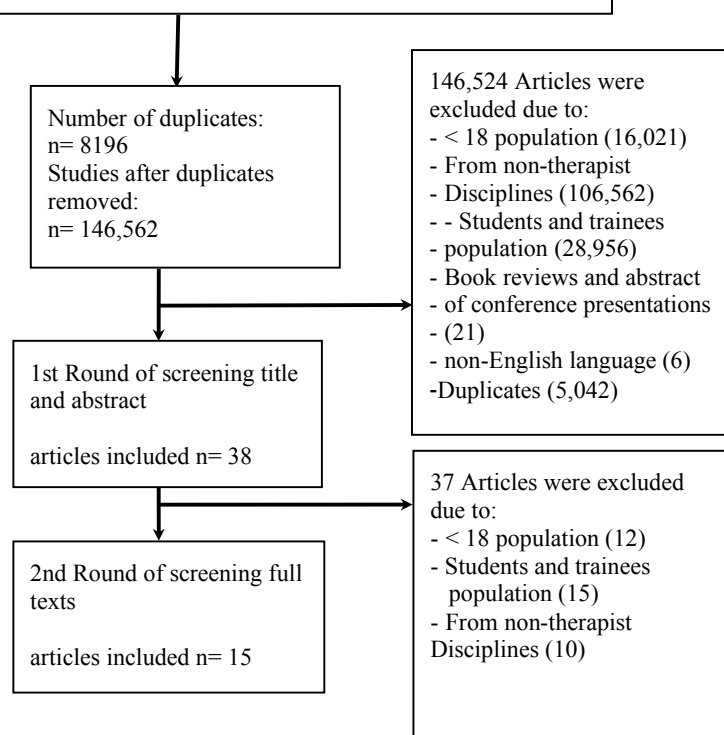 Number of duplicates:
n= 8196
Studies after duplicates
removed:
n= 146,562
146,524 Articles were
excluded due to:
- < 18 population (16,021)
- From non-therapist
- Disciplines (106,562)
- - Students and trainees
- population (28,956)
- Book reviews and abstract
- of conference presentations
- (21)
- non-English language (6)
-Duplicates (5,042)
1st Round of screening title
and abstract
articles included n= 38
37 Articles were excluded
due to:
- < 18 population (12)
- Students and trainees
population (15)
- From non-therapist
Disciplines (10)
2nd Round of screening full
texts
articles included n= 15